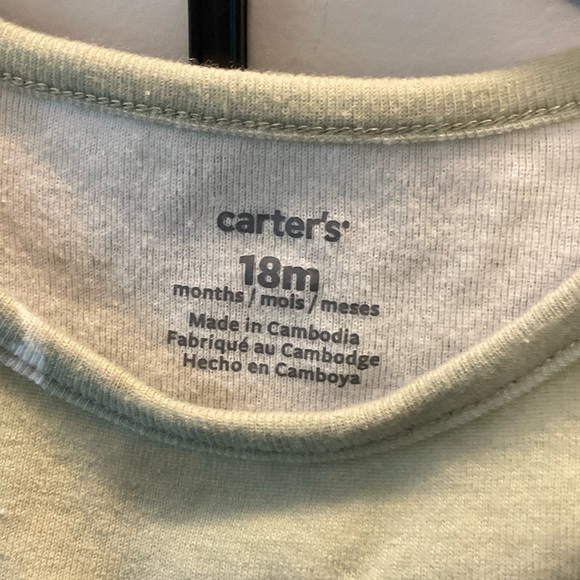 carter's
18m
months / mois / meses
Made in Cambodia
Fabriqué au Cambodge
Hecho en Camboya